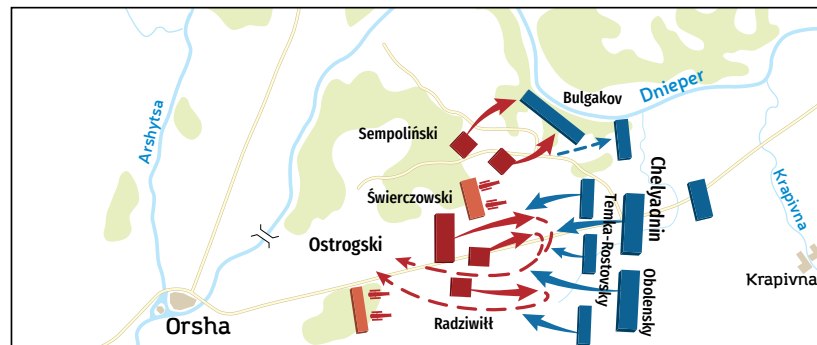 Dnieper
Bulgakov
Arshytsa
Sempoliński
Chelyadnin
Krapivna
Świerczowski
Temka-Rostovsky
Ostrogski
Obolensky
Krapivna
Radziwiłł
Orsha